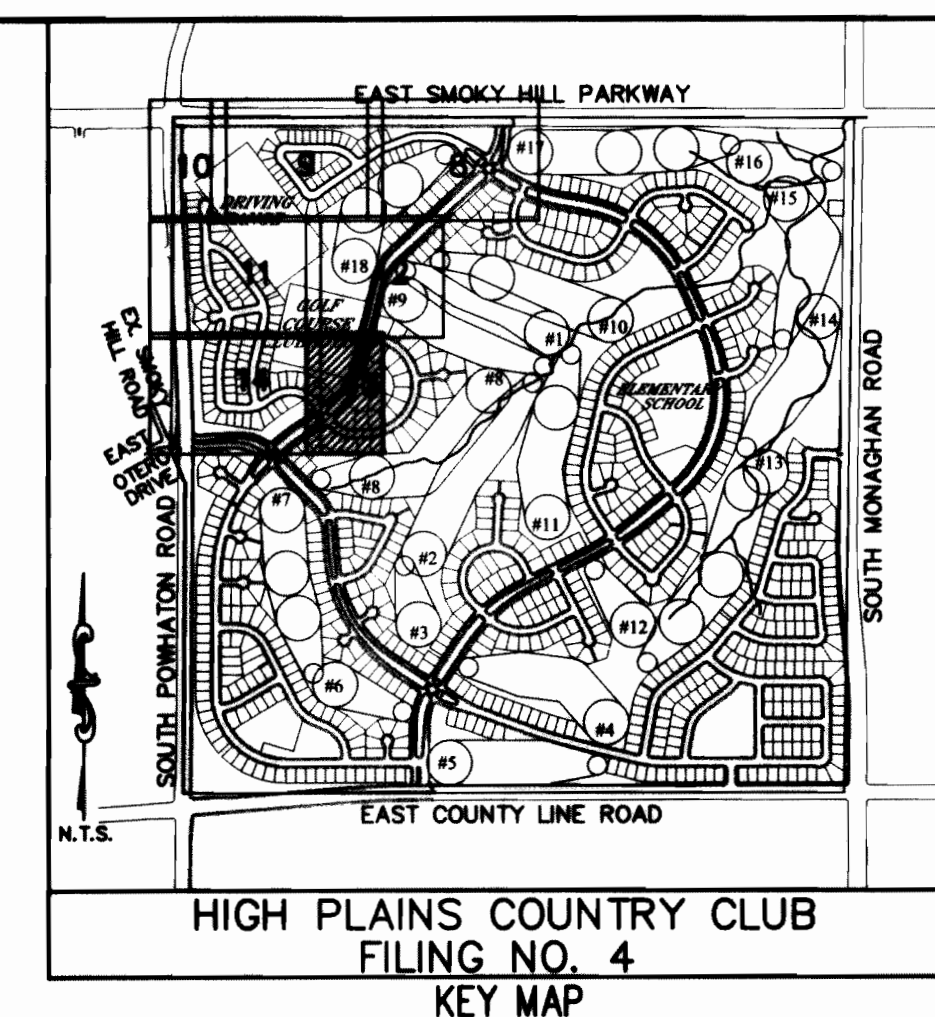 EAST SMOKY HILL PARKWAY
#17
#16
10
9
8
#15
DRIVING
11
#18
#9
#14
GOLF
COURSE
#1
#10
EX. SMOKY
HILL ROAD
#8
ELEMENTARY
SCHOOL
EAST
OTERO
DRIVE
#13
#7
#8
#11
#2
SOUTH POWHATON ROAD
SOUTH MONAGHAN ROAD
#3
#12
#6
#4
#5
N.T.S.
EAST COUNTY LINE ROAD
HIGH PLAINS COUNTRY CLUB
FILING NO. 4
KEY MAP